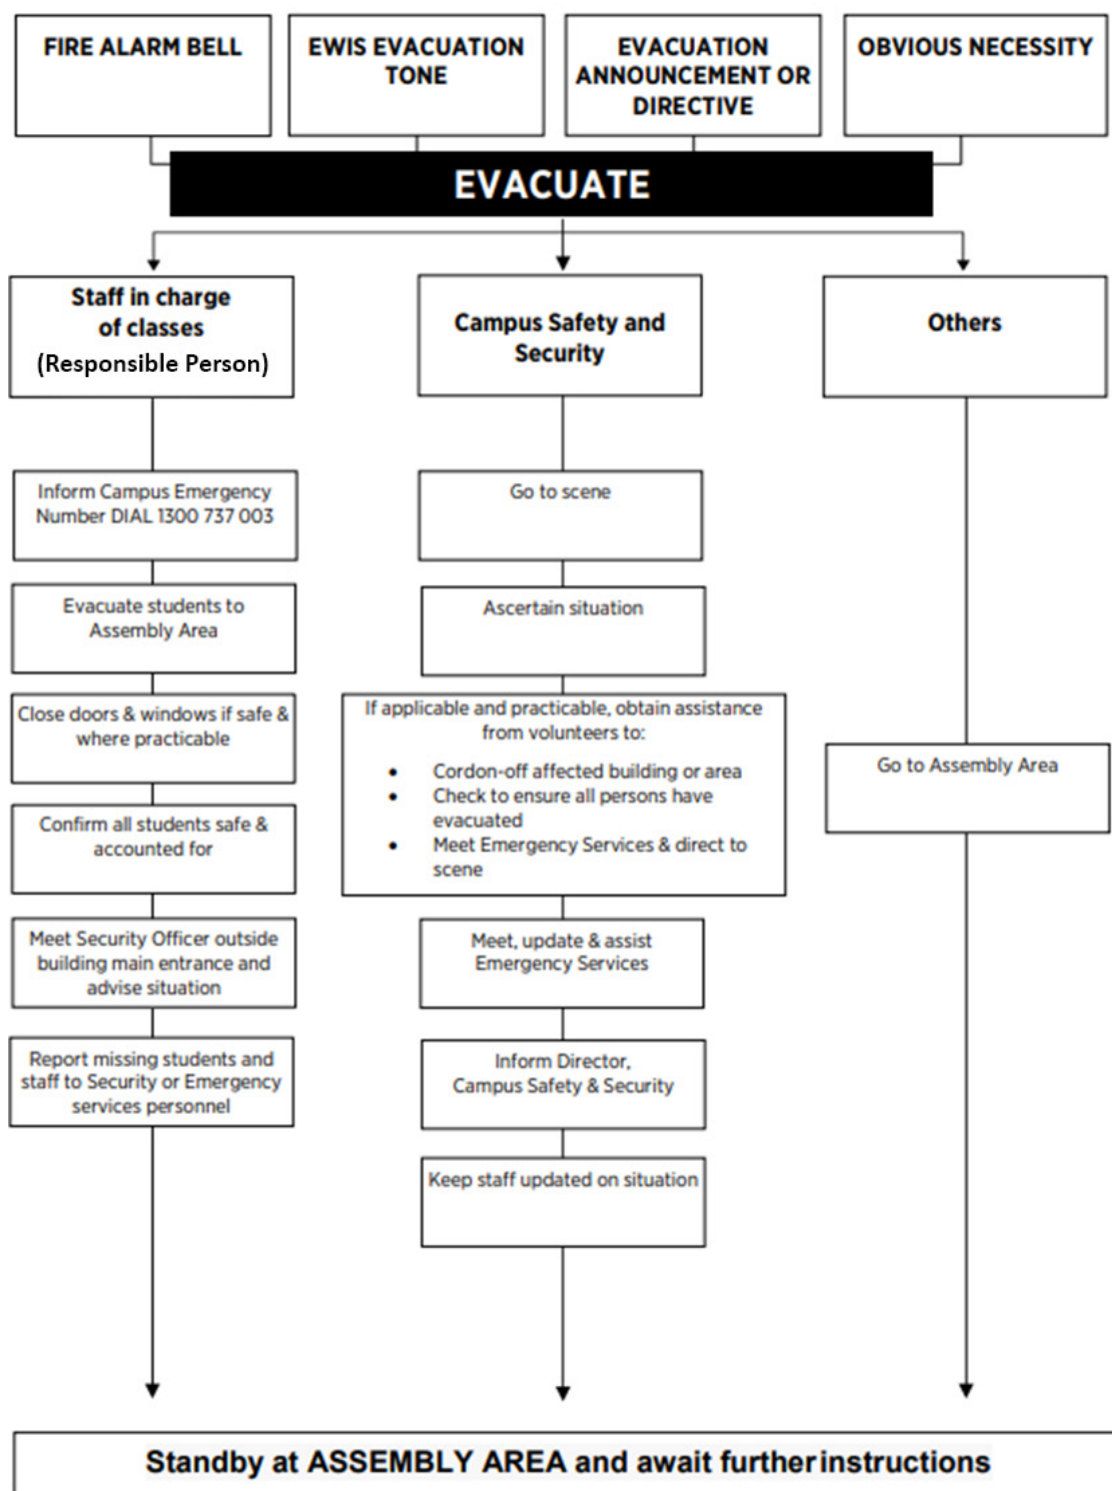 FIRE ALARM BELL
EWIS EVACUATION
TONE
EVACUATION
ANNOUNCEMENT OR
DIRECTIVE
OBVIOUS NECESSITY
EVACUATE
Staff in charge
of classes
(Responsible Person)
Inform Campus Emergency
Number DIAL 1300 737 003
Evacuate students to
Assembly Area
Close doors & windows if safe &
where practicable
Confirm all students safe &
accounted for
Meet Security Officer outside
building main entrance and
advise situation
Report missing students and
staff to Security or Emergency
services personnel
Campus Safety and
Security
Go to scene
Ascertain situation
If applicable and practicable, obtain assistance
from volunteers to:
• Cordon-off affected building or area
• Check to ensure all persons have
evacuated
• Meet Emergency Services & direct to
scene
Meet, update & assist
Emergency Services
Inform Director,
Campus Safety & Security
Keep staff updated on situation
Others
Go to Assembly Area
Standby at ASSEMBLY AREA and await further instructions